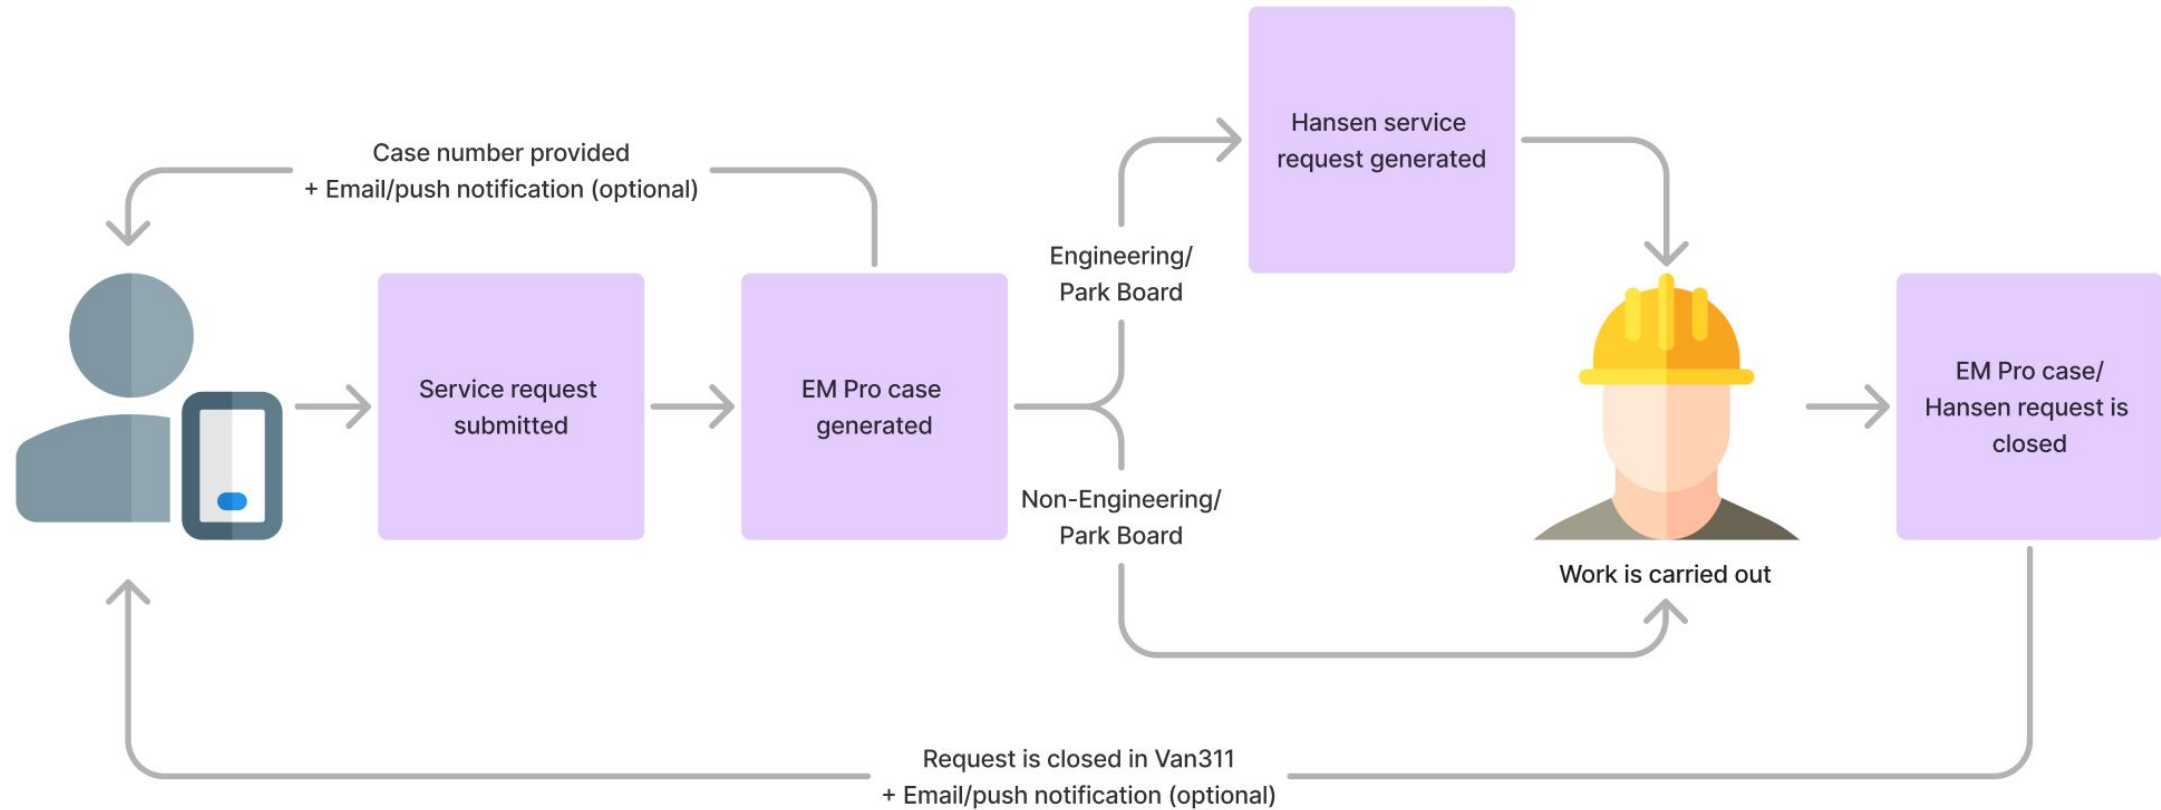 Case number provided
+ Email/push notification (optional)
Service request
submitted
EM Pro case
generated
Engineering/
Park Board
Non-Engineering/
Park Board
Hansen service
request generated
Work is carried out
EM Pro case/
Hansen request is
closed
Request is closed in Van311
+ Email/push notification (optional)